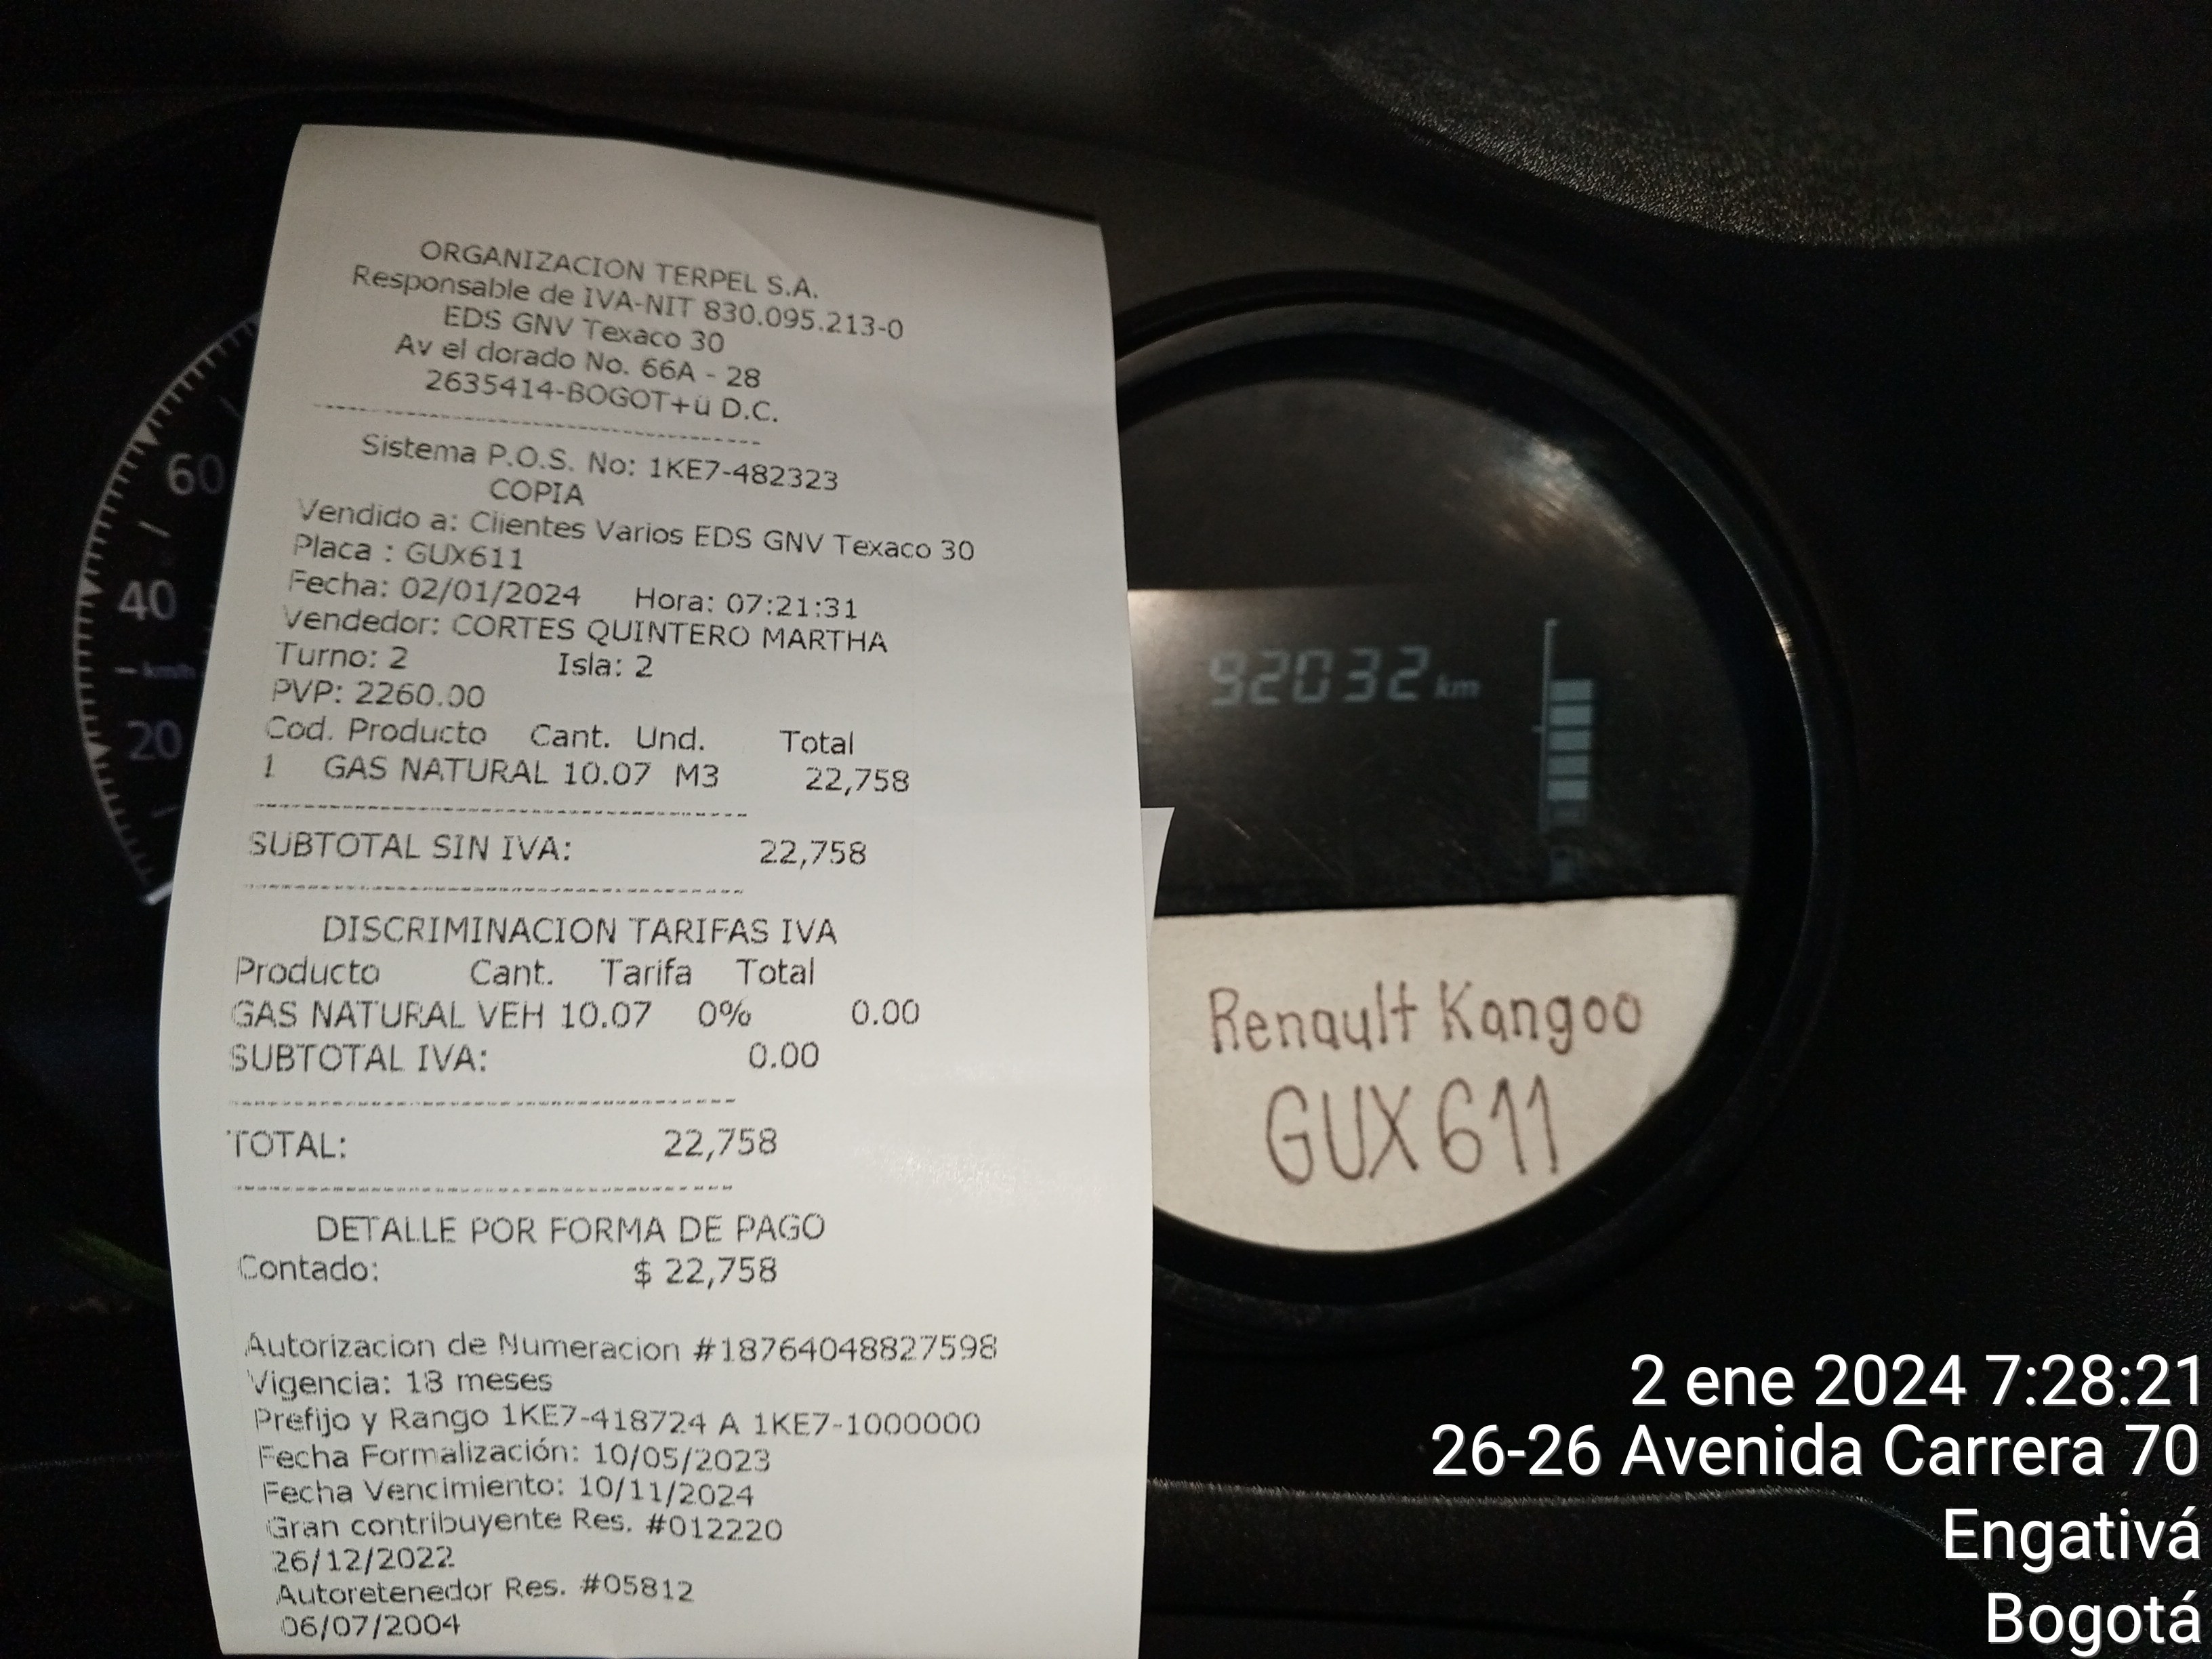 ORGANIZACION TERPEL S.A.
Responsable de IVA-NIT 830.095.213-0
EDS GNV Texaco 30
Av el dorado No. 66A - 28
2635414-BOGOT+ü D.C.
Sistema P.O.S. No: 1KE7-482323
COPIA
Vendido a: Clientes Varios EDS GNV Texaco 30
Placa : GUX611
Fecha: 02/01/2024 Hora: 07:21:31
Vendedor: CORTES QUINTERO MARTHA
Turno: 2 Isla: 2
PVP: 2260.00
Cod. Producto Cant. Und. Total
1 GAS NATURAL 10.07 M3 22,758
SUBTOTAL SIN IVA: 22,758
DISCRIMINACION TARIFAS IVA
Producto Cant. Tarifa Total
GAS NATURAL VEH 10.07 0% 0.00
SUBTOTAL IVA: 0.00
TOTAL: 22,758
DETALLE POR FORMA DE PAGO
Contado: $ 22,758
Autorizacion de Numeracion #18764048827598
Vigencia: 18 meses
Prefijo y Rango 1KE7-418724 A 1KE7-1000000
Fecha Formalización: 10/05/2023
Fecha Vencimiento: 10/11/2024
Gran contribuyente Res. #012220
26/12/2022
Autoretenedor Res. #05812
06/07/2004
60
40
km/h
20
92032 km
Renault Kangoo
GUX611
2 ene 2024 7:28:21
26-26 Avenida Carrera 70
Engativá
Bogotá